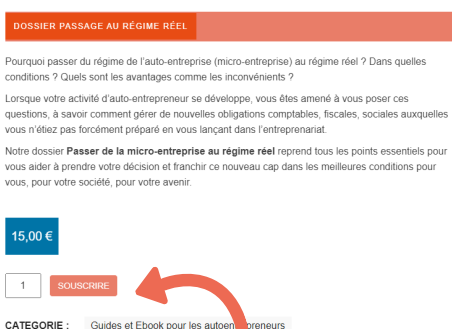 DOSSIER PASSAGE AU RÉGIME RÉEL
Pourquoi passer du régime de l'auto-entreprise (micro-entreprise) au régime réel ? Dans quelles
conditions ? Quels sont les avantages comme les inconvénients ?
Lorsque votre activité d'auto-entrepreneur se développe, vous êtes amené à vous poser ces
questions, à savoir comment gérer de nouvelles obligations comptables, fiscales, sociales auxquelles
vous n'étiez pas forcément préparé en vous lançant dans l'entreprenariat.
Notre dossier Passer de la micro-entreprise au régime réel reprend tous les points essentiels pour
vous aider à prendre votre décision et franchir ce nouveau cap dans les meilleures conditions pour
vous, pour votre société, pour votre avenir.
15,00 €
1 SOUSCRIRE
CATEGORIE : Guides et Ebook pour les autoentrepreneurs